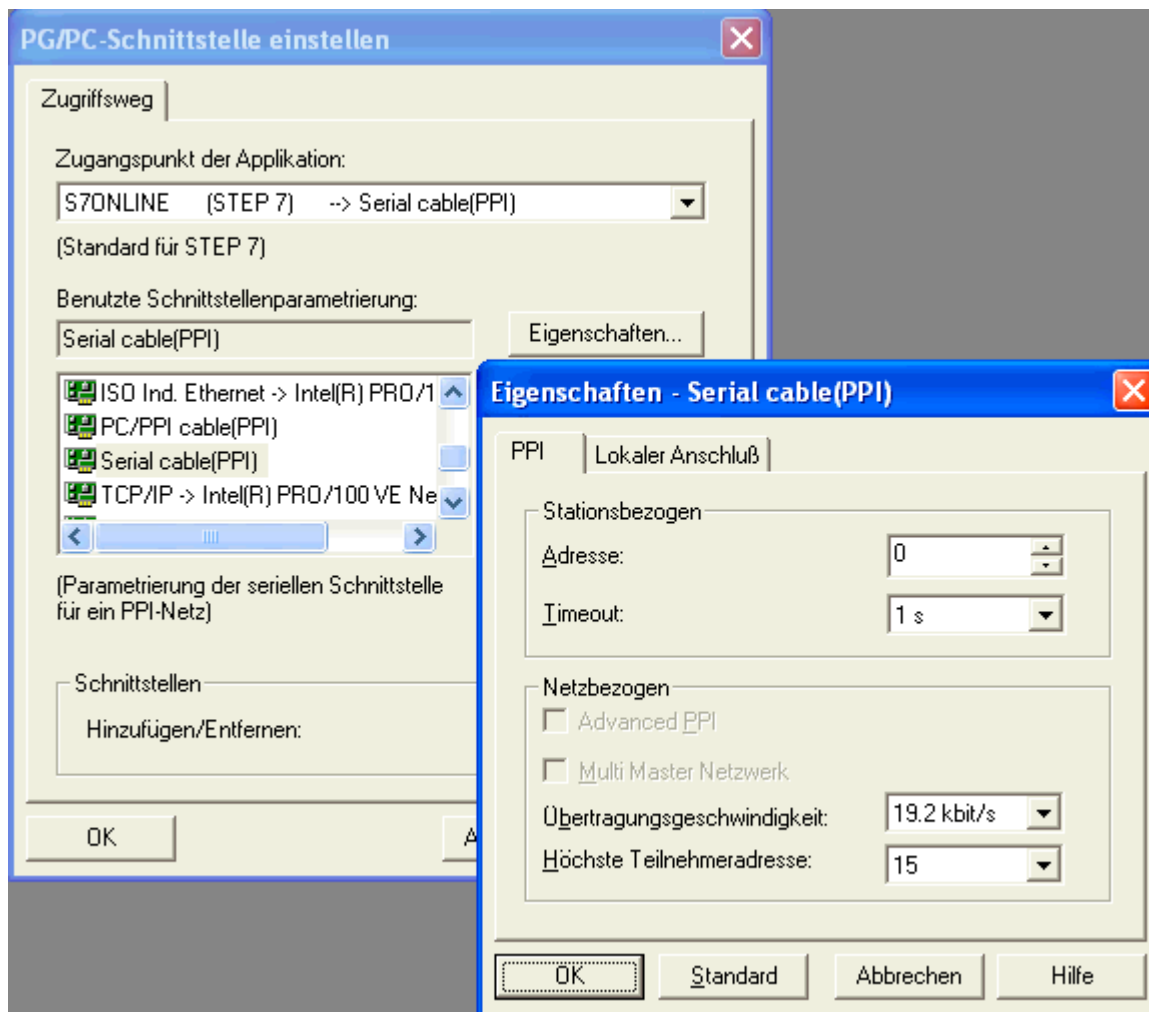 PG/PC-Schnittstelle einstellen
Zugriffsweg
Zugangspunkt der Applikation:
S7ONLINE (STEP 7) --> Serial cable(PPI)
(Standard für STEP 7)
Benutzte Schnittstellenparametrierung:
Serial cable(PPI)
Eigenschaften...
ISO Ind. Ethernet -> Intel(R) PRO/1
PC/PPI cable(PPI)
Serial cable(PPI)
TCP/IP -> Intel(R) PRO/100 VE Ne
(Parametrierung der seriellen Schnittstelle
für ein PPI-Netz)
Schnittstellen
Hinzufügen/Entfernen:
OK
A
Eigenschaften - Serial cable(PPI)
PPI
Lokaler Anschluß
Stationsbezogen
Adresse: 0
Timeout: 1 s
Netzbezogen
Advanced PPI
Multi Master Netzwerk
Übertragungsgeschwindigkeit: 19.2 kbit/s
Höchste Teilnehmeradresse: 15
OK Standard Abbrechen Hilfe